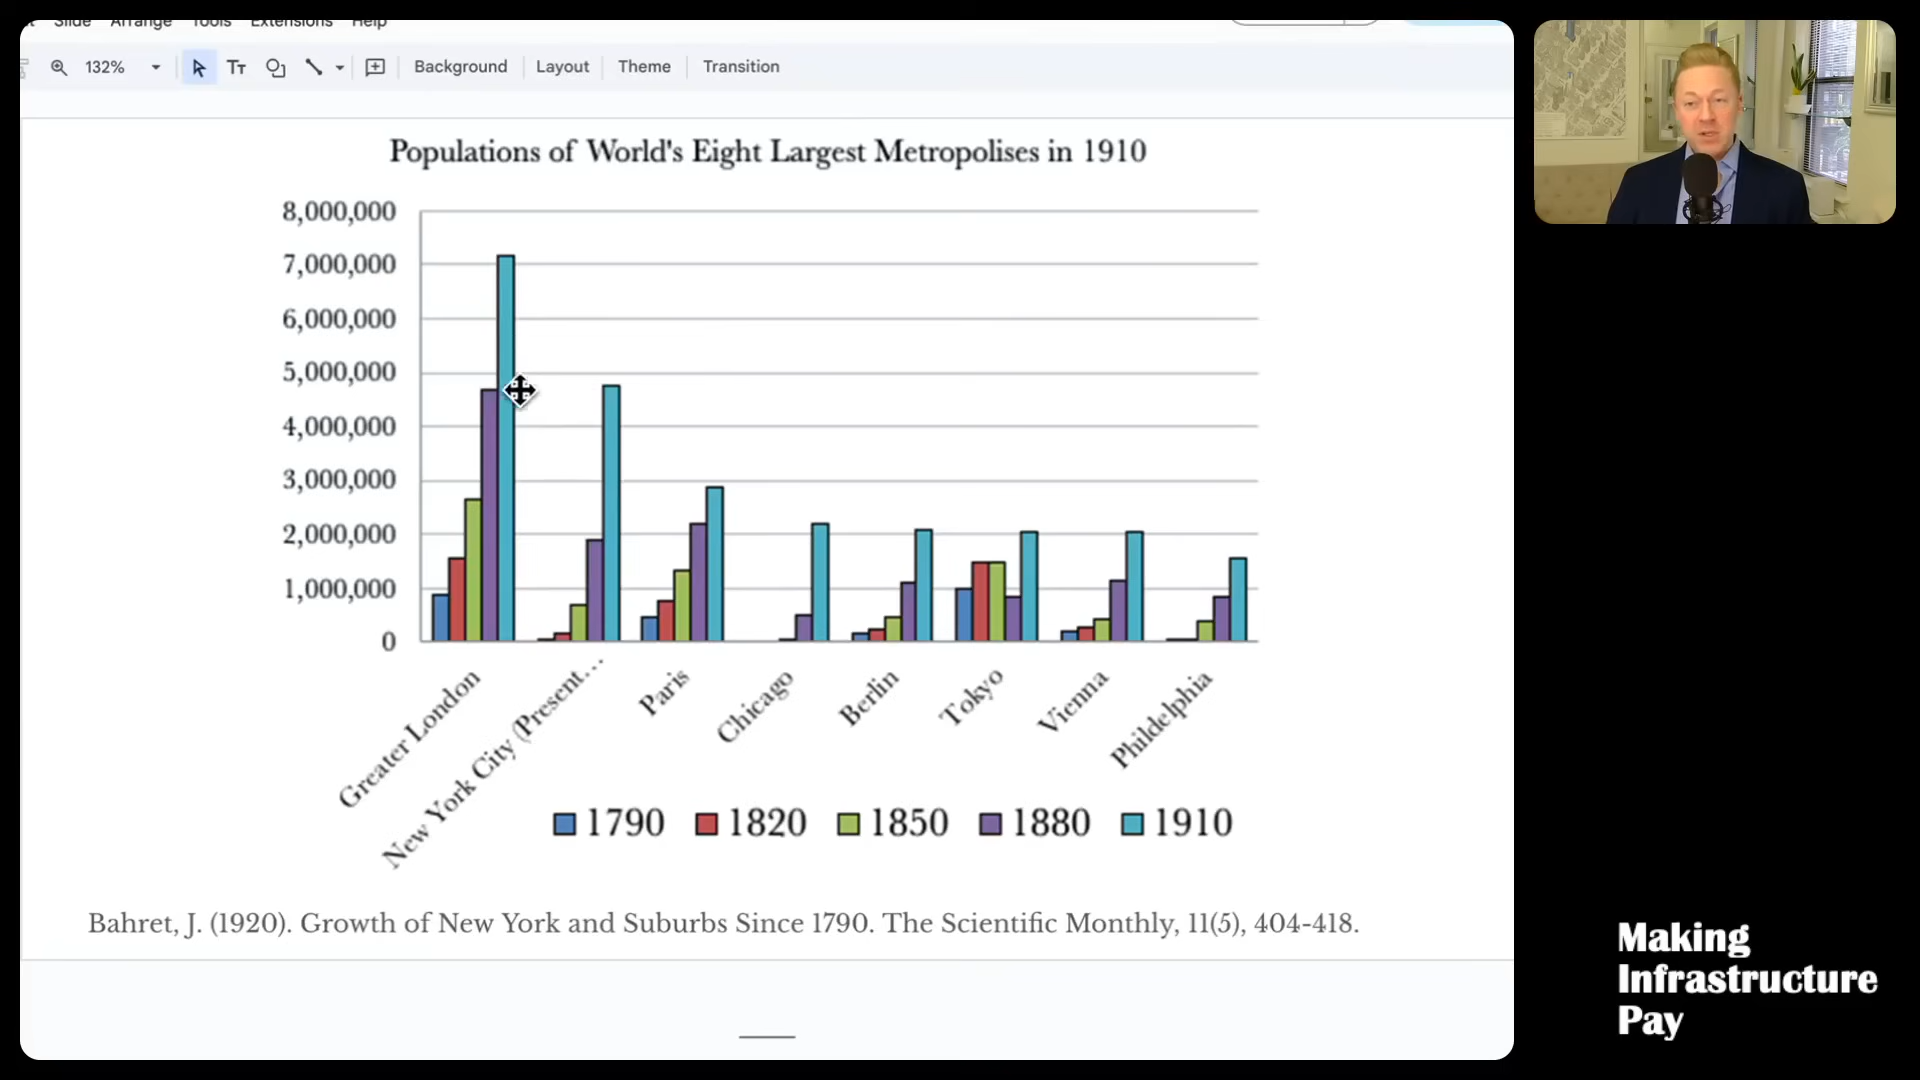 Slide Arrange Tools Extensions Help
132% Background Layout Theme Transition
Populations of World's Eight Largest Metropolises in 1910
8,000,000
7,000,000
6,000,000
5,000,000
4,000,000
3,000,000
2,000,000
1,000,000
0
Greater London
New York City (Present...
Paris
Chicago
Berlin
Tokyo
Vienna
Phildelphia
1790 1820 1850 1880 1910
Bahret, J. (1920). Growth of New York and Suburbs Since 1790. The Scientific Monthly, 11(5), 404-418.
Making
Infrastructure
Pay